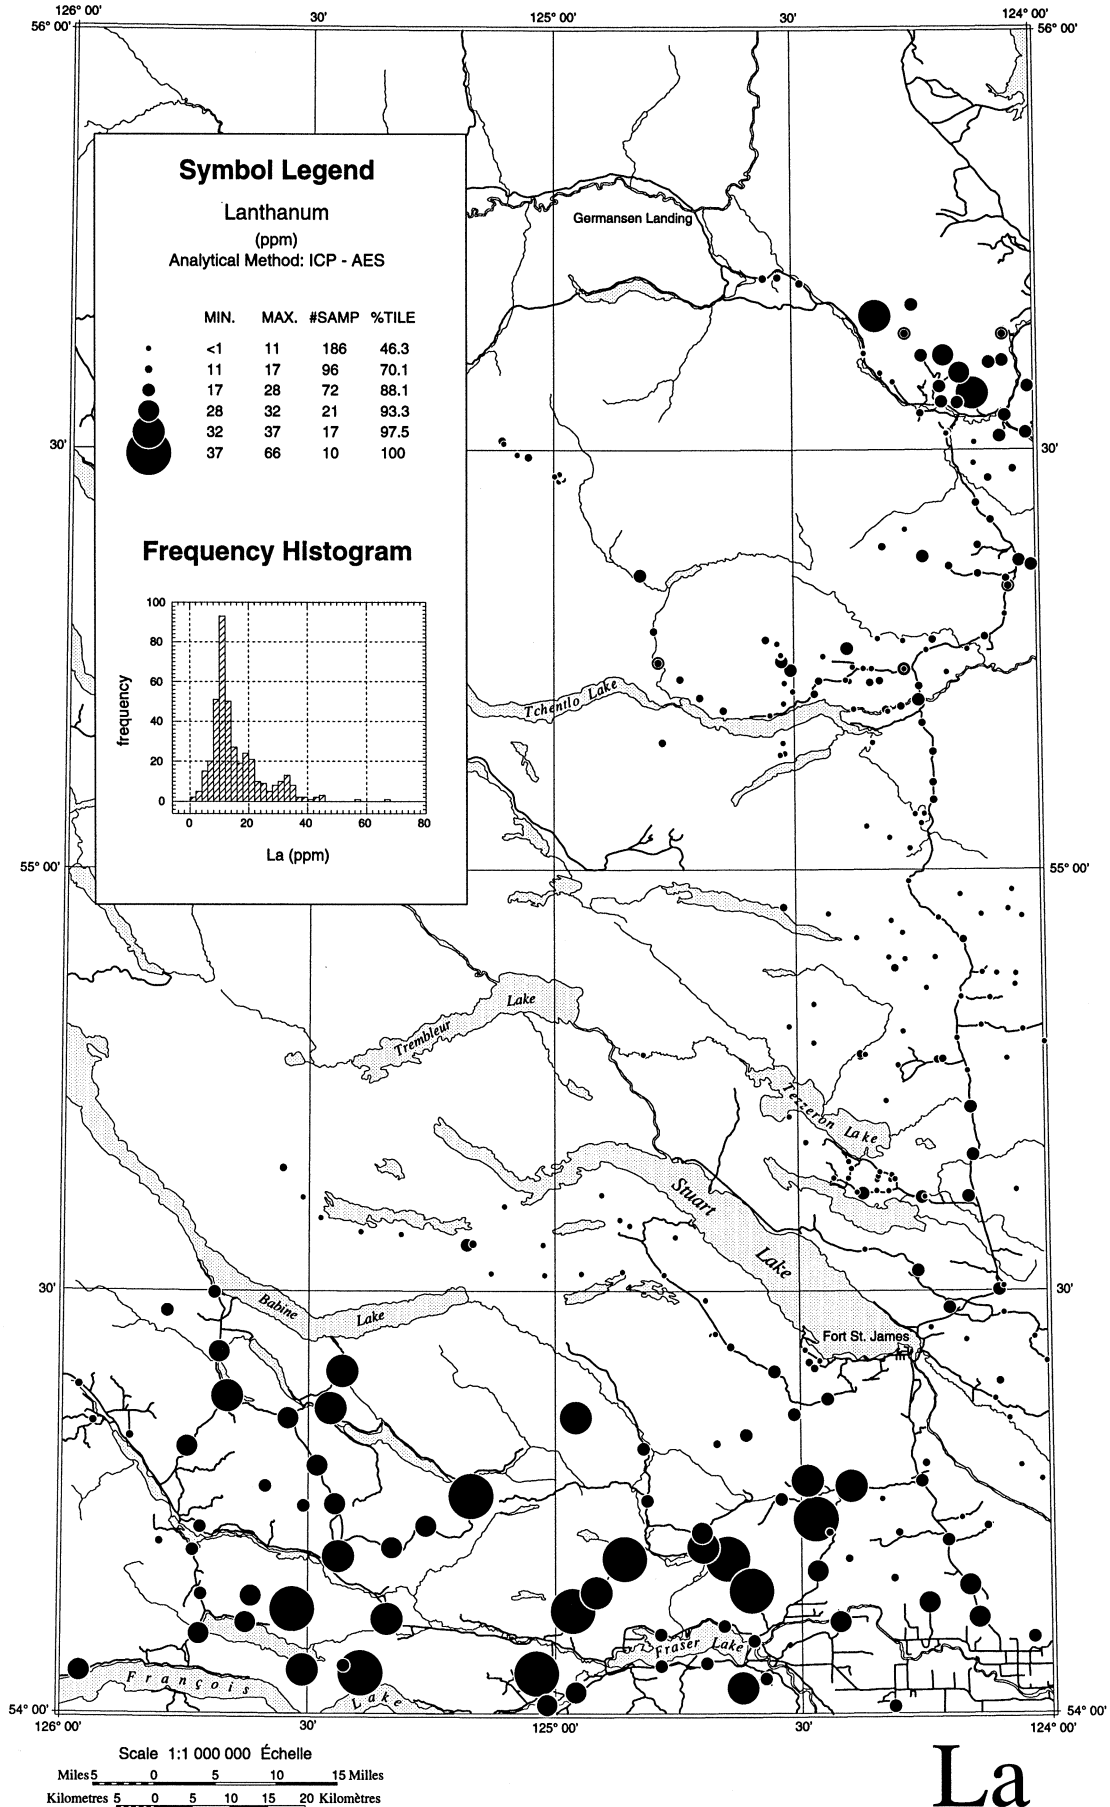 126° 00'
30'
125° 00'
30'
124° 00'
56° 00'
56° 00'
Symbol Legend
Lanthanum
(ppm)
Analytical Method: ICP - AES
MIN. MAX. #SAMP %TILE
<1 11 186 46.3
11 17 96 70.1
17 28 72 88.1
28 32 21 93.3
32 37 17 97.5
37 66 10 100
Germansen Landing
30'
30'
Frequency HIstogram
100
80
60
40
20
0
frequency
0 20 40 60 80
La (ppm)
Tchentlo Lake
55° 00'
55° 00'
Trembleur Lake
Tezzeron Lake
Stuart Lake
30'
30'
Babine Lake
Fort St. James
Fraser Lake
François Lake
54° 00'
54° 00'
126° 00'
30'
125° 00'
30'
124° 00'
Scale 1:1 000 000 Échelle
Miles 5 0 5 10 15 Milles
Kilometres 5 0 5 10 15 20 Kilomètres
La